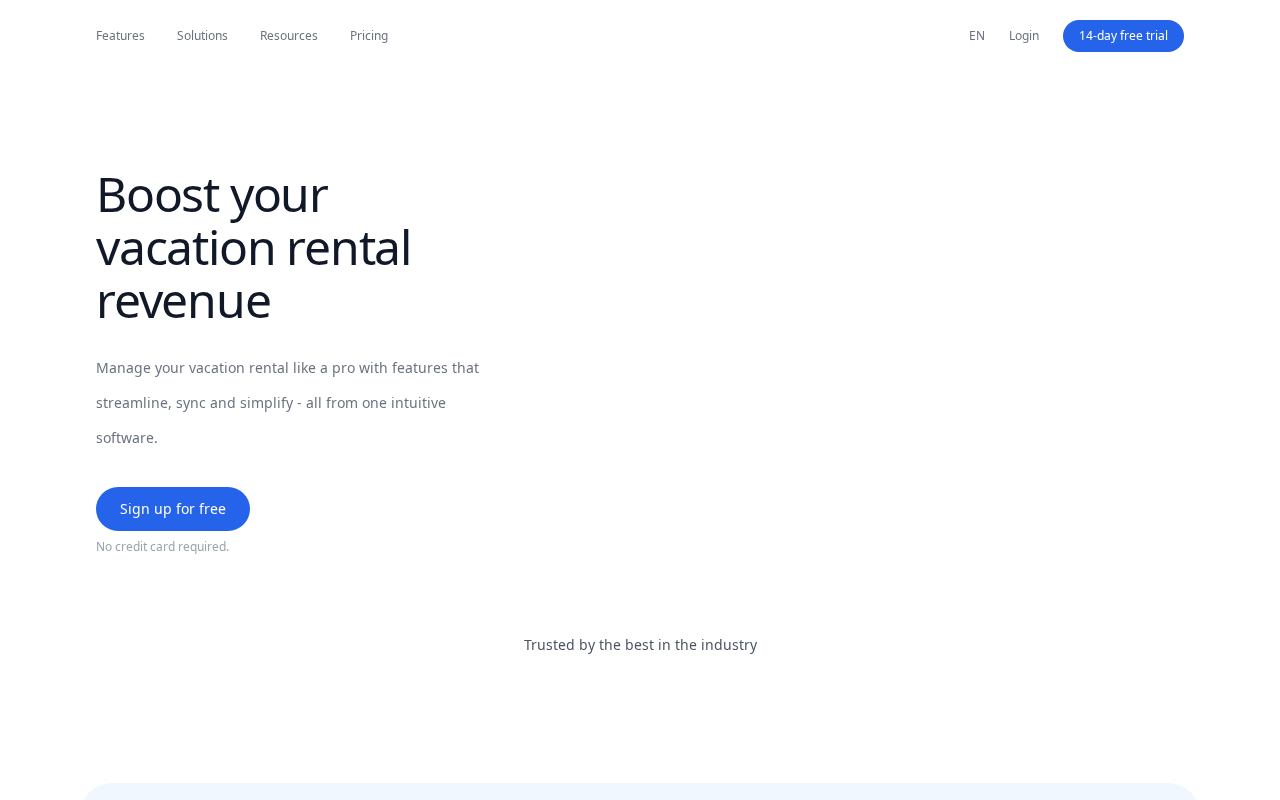 Features Solutions Resources Pricing EN Login 14-day free trial
Boost your
vacation rental
revenue
Manage your vacation rental like a pro with features that
streamline, sync and simplify - all from one intuitive
software.
Sign up for free
No credit card required.
Trusted by the best in the industry